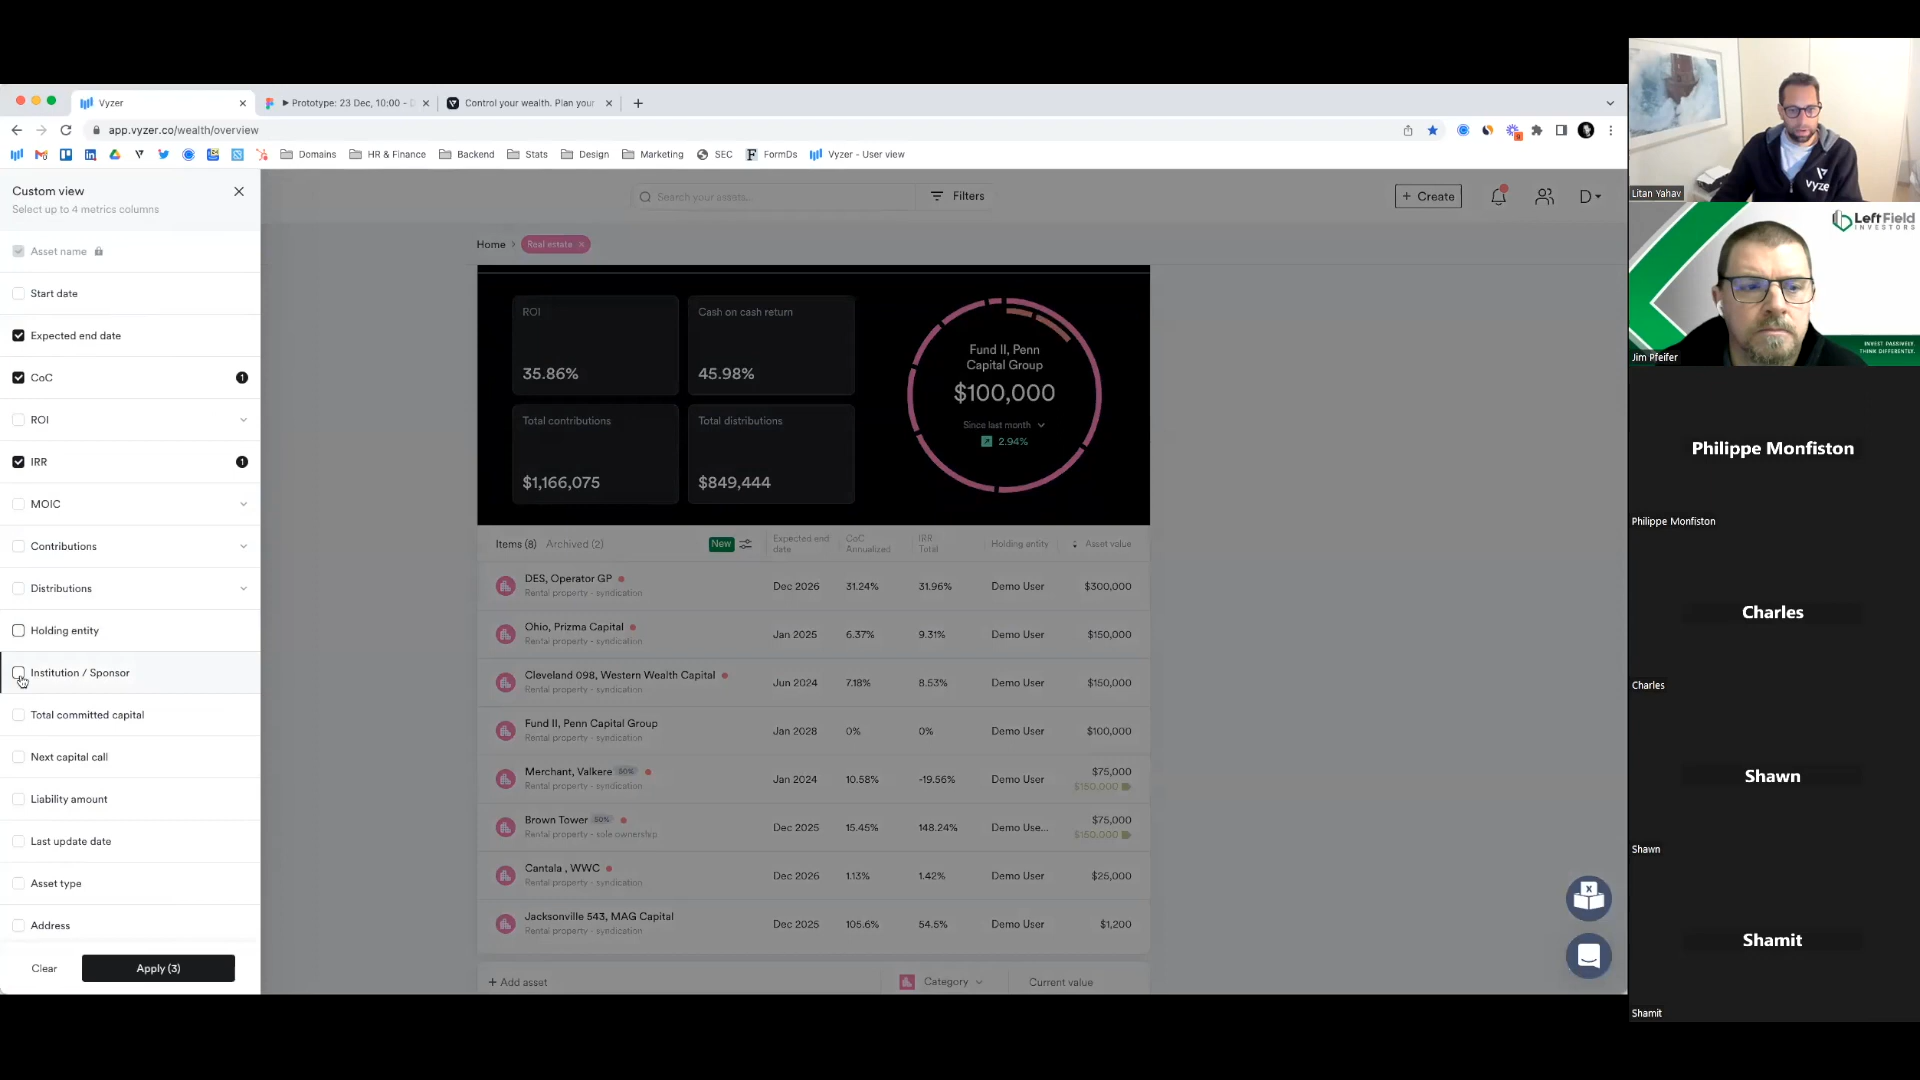 Vyzer
Prototype: 23 Dec, 10:00 - D
Control your wealth. Plan your
app.vyzer.co/wealth/overview
Domains
HR & Finance
Backend
Stats
Design
Marketing
SEC
FormDs
Vyzer - User view
Custom view
Select up to 4 metrics columns
Asset name
Start date
Expected end date
CoC 1
ROI
IRR 1
MOIC
Contributions
Distributions
Holding entity
Institution / Sponsor
Total committed capital
Next capital call
Liability amount
Last update date
Asset type
Address
Clear
Apply (3)
Search your assets...
Filters
+ Create
D
Home
Real estate
ROI
35.86%
Cash on cash return
45.98%
Total contributions
$1,166,075
Total distributions
$849,444
Fund II, Penn
Capital Group
$100,000
Since last month
2.94%
Items (8) Archived (2) New Expected end date CoC Annualized IRR Total Holding entity Asset value
DES, Operator GP Dec 2026 31.24% 31.96% Demo User $300,000
Rental property - syndication
Ohio, Prizma Capital Jan 2025 6.37% 9.31% Demo User $150,000
Rental property - syndication
Cleveland 098, Western Wealth Capital Jun 2024 7.18% 8.53% Demo User $150,000
Rental property - syndication
Fund II, Penn Capital Group Jan 2028 0% 0% Demo User $100,000
Rental property - syndication
Merchant, Valkere 50% Jan 2024 10.58% -19.56% Demo User $75,000
Rental property - syndication $150,000
Brown Tower 50% Dec 2025 15.45% 148.24% Demo Use... $75,000
Rental property - sole ownership $150,000
Cantala , WWC Dec 2026 1.13% 1.42% Demo User $25,000
Rental property - syndication
Jacksonville 543, MAG Capital Dec 2025 105.6% 54.5% Demo User $1,200
Rental property - syndication
+ Add asset
Category
Current value
vyze
Litan Yahav
LeftField
INVESTORS
INVEST PASSIVELY.
THINK DIFFERENTLY.
Jim Pfeifer
Philippe Monfiston
Philippe Monfiston
Charles
Charles
Shawn
Shawn
Shamit
Shamit